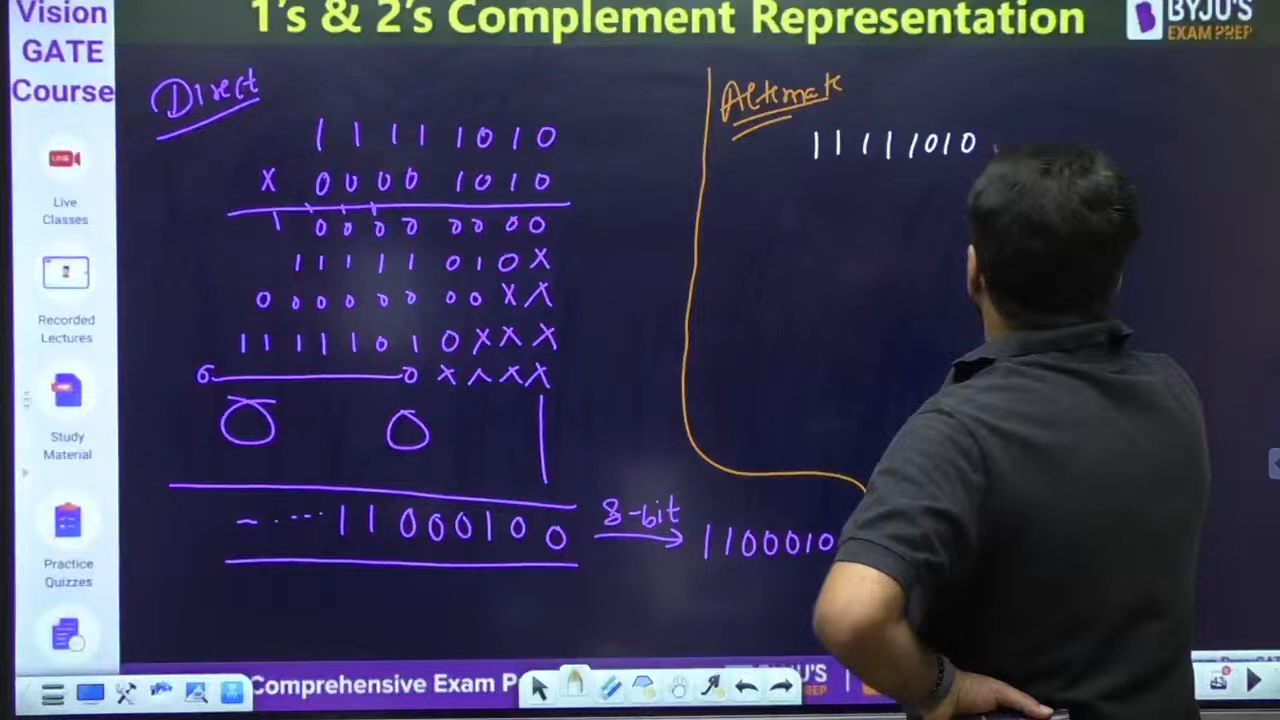 Vision
GATE
Course
1's & 2's Complement Representation
BYJU'S
EXAM PREP
LIVE
Live
Classes
Recorded
Lectures
Study
Material
Practice
Quizzes
Direct
1 1 1 1 1 0 1 0
X 0 0 0 0 1 0 1 0
1 0 0 0 0 0 0 0 0
1 1 1 1 1 0 1 0 X
0 0 0 0 0 0 0 0 X X
1 1 1 1 1 0 1 0 X X X
0 0 X X X X
0 0
~ ---- 1 1 0 0 0 1 0 0
8-bit
1 1 0 0 0 1 0
Alternate
1 1 1 1 1 0 1 0
Comprehensive Exam P